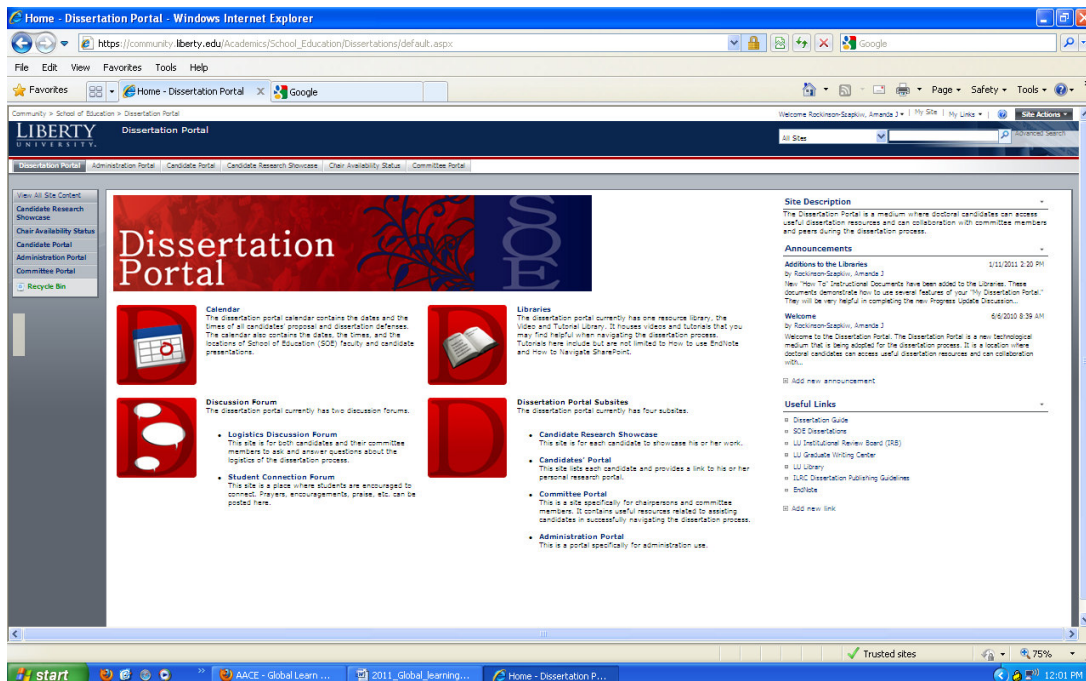 Home - Dissertation Portal - Windows Internet Explorer
https://community.liberty.edu/Academics/School_Education/Dissertations/default.aspx
Google
File Edit View Favorites Tools Help
Favorites
Home - Dissertation Portal
Google
Page Safety Tools
Community > School of Education > Dissertation Portal
Welcome Rockinson-Szapkiw, Amanda J
My Site
My Links
Site Actions
LIBERTY
UNIVERSITY.
Dissertation Portal
All Sites
Advanced Search
Dissertation Portal
Administration Portal
Candidate Portal
Candidate Research Showcase
Chair Availability Status
Committee Portal
View All Site Content
Candidate Research
Showcase
Chair Availability Status
Candidate Portal
Administration Portal
Committee Portal
Recycle Bin
Dissertation
Portal
SOE
Calendar
The dissertation portal calendar contains the dates and the
times of all candidates' proposal and dissertation defenses.
The calendar also contains the dates, the times, and the
locations of School of Education (SOE) faculty and candidate
presentations.
Libraries
The dissertation portal currently has one resource library, the
Video and Tutorial Library. It houses videos and tutorials that you
may find helpful when navigating the dissertation process.
Tutorials here include but are not limited to How to use EndNote
and How to Navigate SharePoint.
Discussion Forum
The dissertation portal currently has two discussion forums.
• Logistics Discussion Forum
This site is for both candidates and their committee
members to ask and answer questions about the
logistics of the dissertation process.
• Student Connection Forum
This site is a place where students are encouraged to
connect. Prayers, encouragements, praise, etc. can be
posted here.
D
Dissertation Portal Subsites
The dissertation portal currently has four subsites.
• Candidate Research Showcase
This site is for each candidate to showcase his or her work.
• Candidates' Portal
This site lists each candidate and provides a link to his or her
personal research portal.
• Committee Portal
This is a site specifically for chairpersons and committee
members. It contains useful resources related to assisting
candidates in successfully navigating the dissertation process.
• Administration Portal
This is a portal specifically for administration use.
Site Description
The Dissertation Portal is a medium where doctoral candidates can access
useful dissertation resources and can collaboration with committee members
and peers during the dissertation process.
Announcements
Additions to the Libraries 1/11/2011 2:20 PM
by Rockinson-Szapkiw, Amanda J
New "How To" Instructional Documents have been added to the Libraries. These
documents demonstrate how to use several features of your "My Dissertation Portal."
They will be very helpful in completing the new Progress Update Discussion...
Welcome 6/6/2010 8:39 AM
by Rockinson-Szapkiw, Amanda J
Welcome to the Dissertation Portal. The Dissertation Portal is a new technological
medium that is being adopted for the dissertation process. It is a location where
doctoral candidates can access useful dissertation resources and can collaboration
with...
Add new announcement
Useful Links
Dissertation Guide
SOE Dissertations
LU Institutional Review Board (IRB)
LU Graduate Writing Center
LU Library
ILRC Dissertation Publishing Guidelines
EndNote
Add new link
Trusted sites
75%
start
AACE - Global Learn ...
2011_Global_learning...
Home - Dissertation P...
12:01 PM